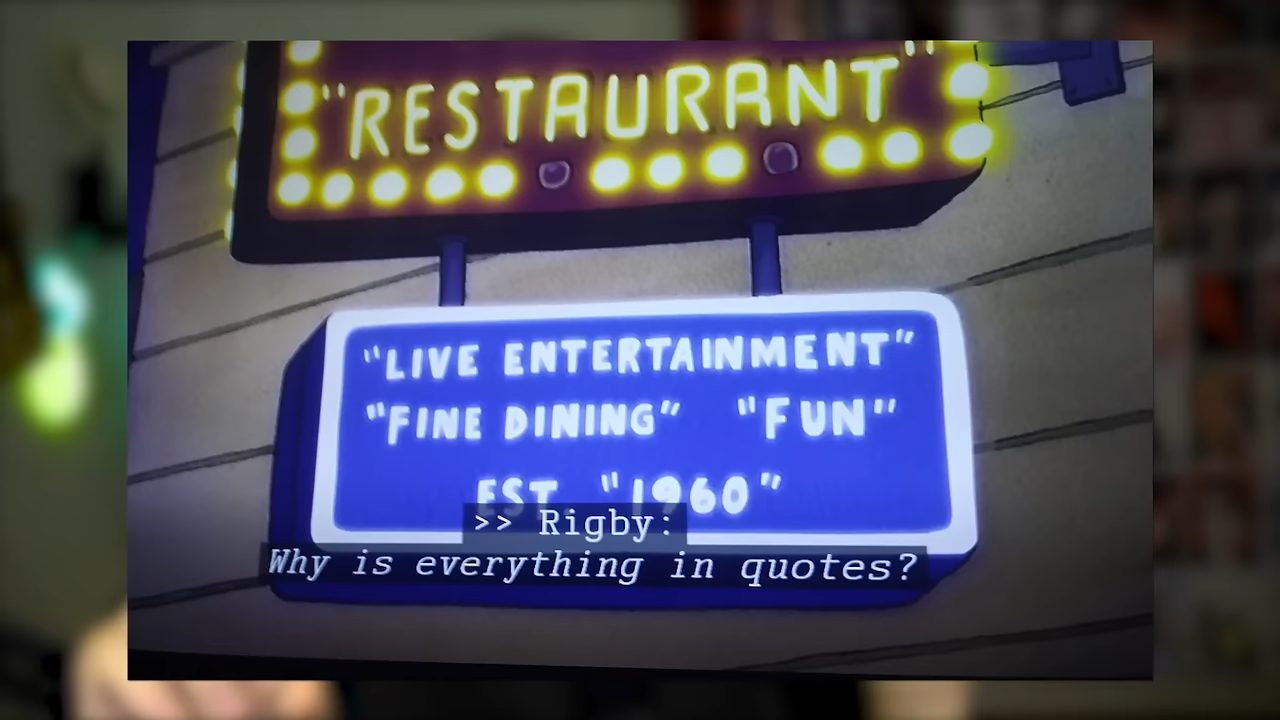 "RESTAURANT"
"LIVE ENTERTAINMENT"
"FINE DINING" "FUN"
EST "1960"
>> Rigby:
Why is everything in quotes?